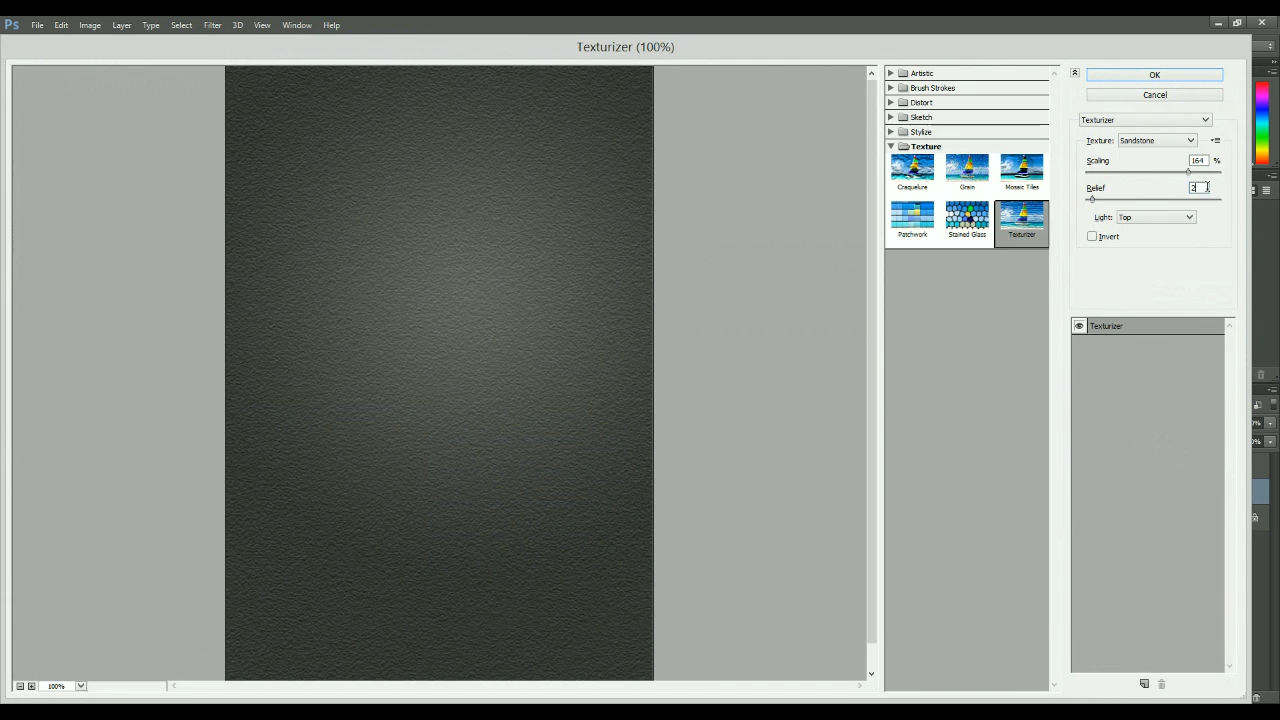 Ps File Edit Image Layer Type Select Filter 3D View Window Help
Texturizer (100%)
Artistic
Brush Strokes
Distort
Sketch
Stylize
Texture
Craquelure Grain Mosaic Tiles
Patchwork Stained Glass Texturizer
OK
Cancel
Texturizer
Texture: Sandstone
Scaling 164 %
Relief 2
Light: Top
Invert
Texturizer
100%